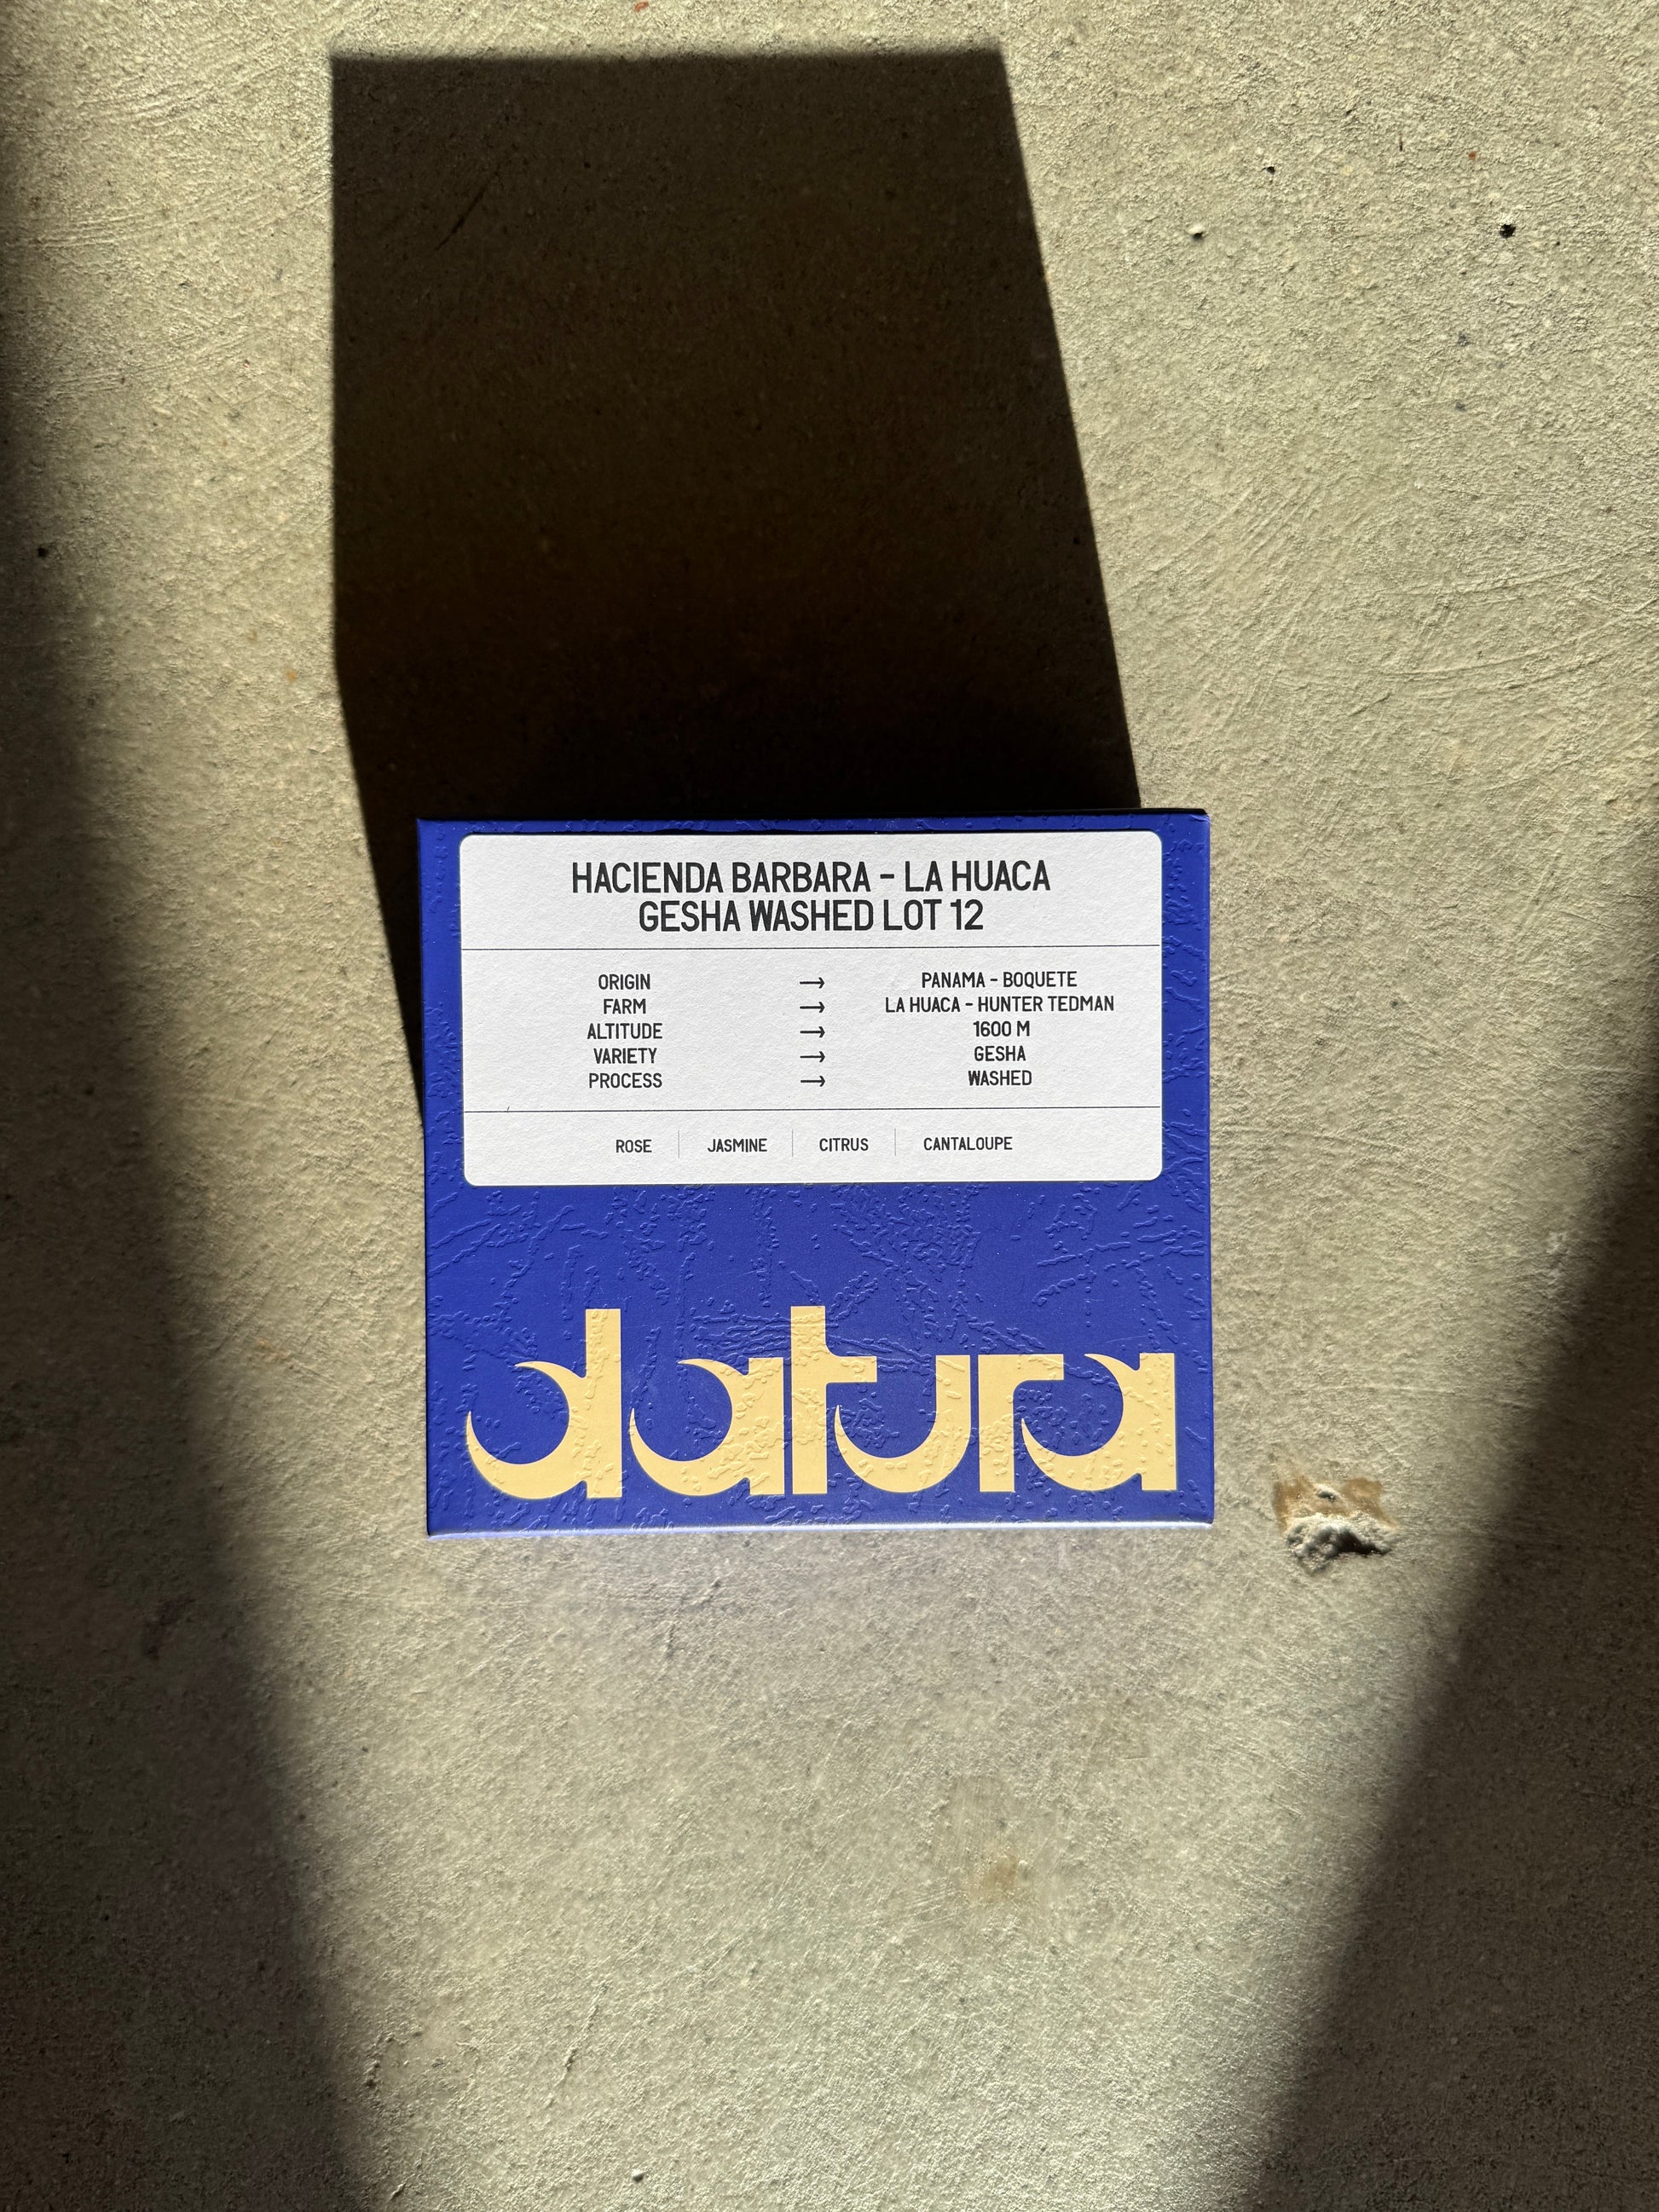 HACIENDA BARBARA - LA HUACA
GESHA WASHED LOT 12
ORIGIN → PANAMA - BOQUETE
FARM → LA HUACA - HUNTER TEDMAN
ALTITUDE → 1600 M
VARIETY → GESHA
PROCESS → WASHED
ROSE | JASMINE | CITRUS | CANTALOUPE
datura